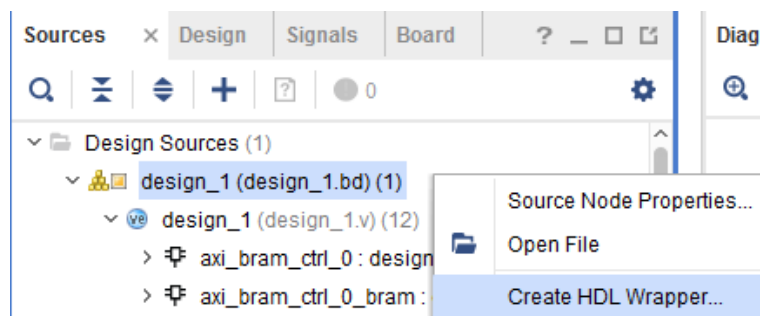 Sources × Design Signals Board ? Diag
0
Design Sources (1)
design_1 (design_1.bd) (1)
Source Node Properties...
design_1 (design_1.v) (12)
Open File
axi_bram_ctrl_0 : design
axi_bram_ctrl_0_bram :
Create HDL Wrapper...